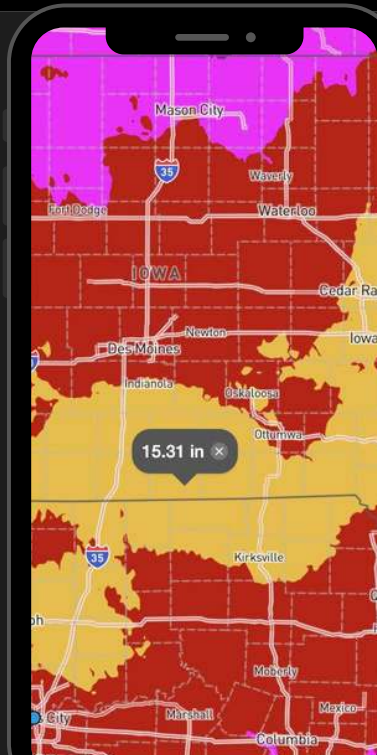 Mason City
35
Waverly
Fort Dodge
Waterloo
IOWA
Cedar Ra
Newton
Iowa
Des Moines
Indianola
Oskaloosa
Ottumwa
15.31 in
35
Kirksville
Q
ph
Moberly
s City
Marshall
Mexico
Columbia